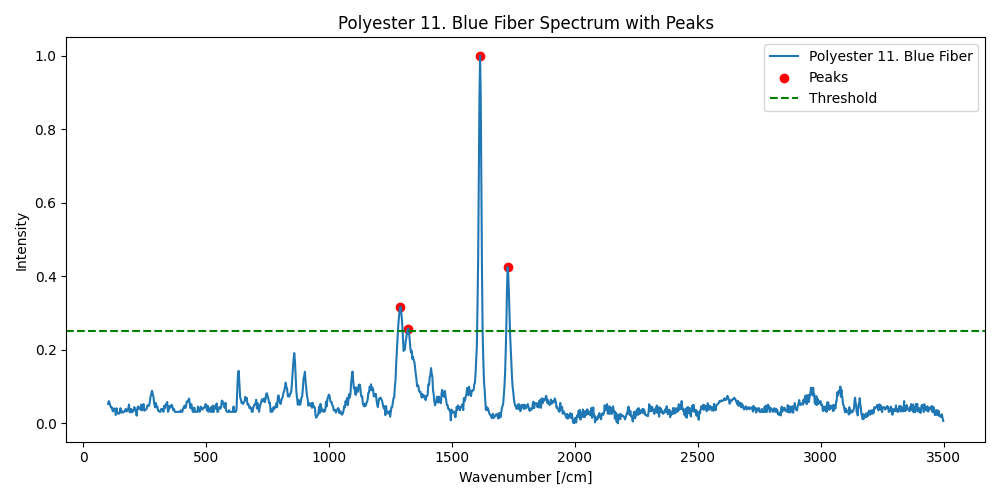 Polyester 11. Blue Fiber Spectrum with Peaks
Polyester 11. Blue Fiber
Peaks
Threshold
Intensity
1.0
0.8
0.6
0.4
0.2
0.0
0 500 1000 1500 2000 2500 3000 3500
Wavenumber [/cm]